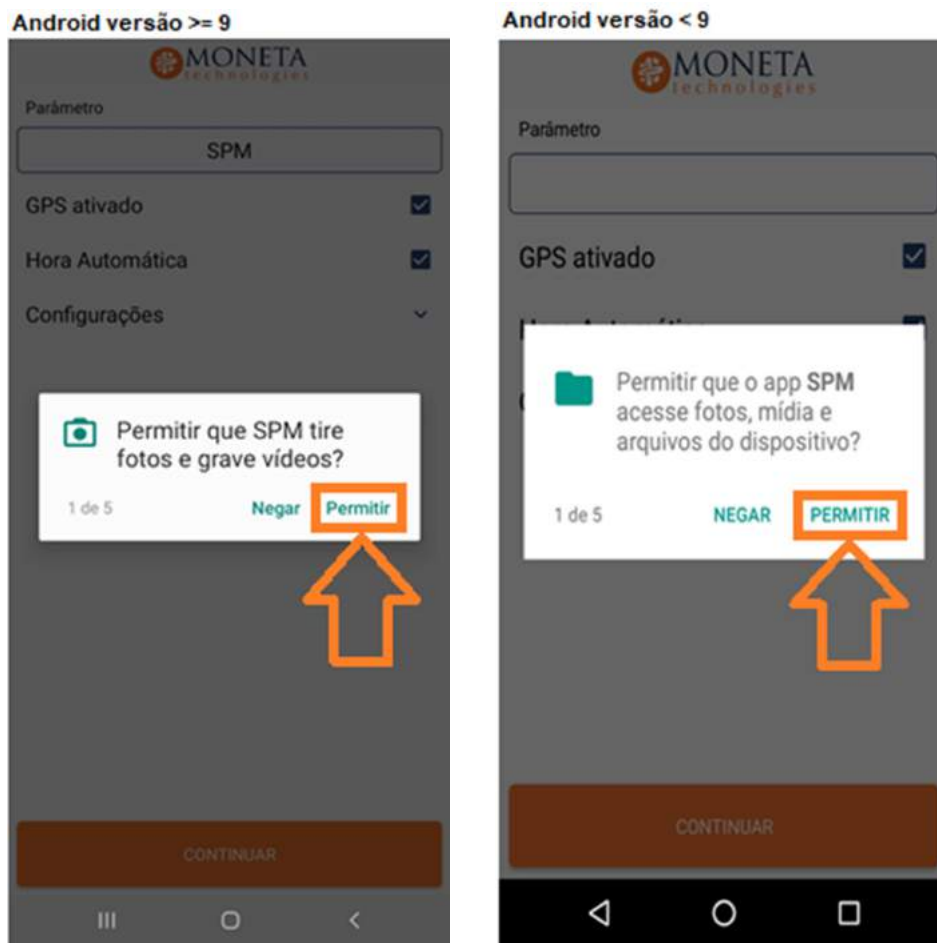 Android versão >= 9
MONETA
technologies
Parâmetro
SPM
GPS ativado
Hora Automática
Configurações
Permitir que SPM tire
fotos e grave vídeos?
1 de 5
Negar
Permitir
CONTINUAR
Android versão < 9
MONETA
technologies
Parâmetro
GPS ativado
Permitir que o app SPM
acesse fotos, mídia e
arquivos do dispositivo?
1 de 5
NEGAR
PERMITIR
CONTINUAR